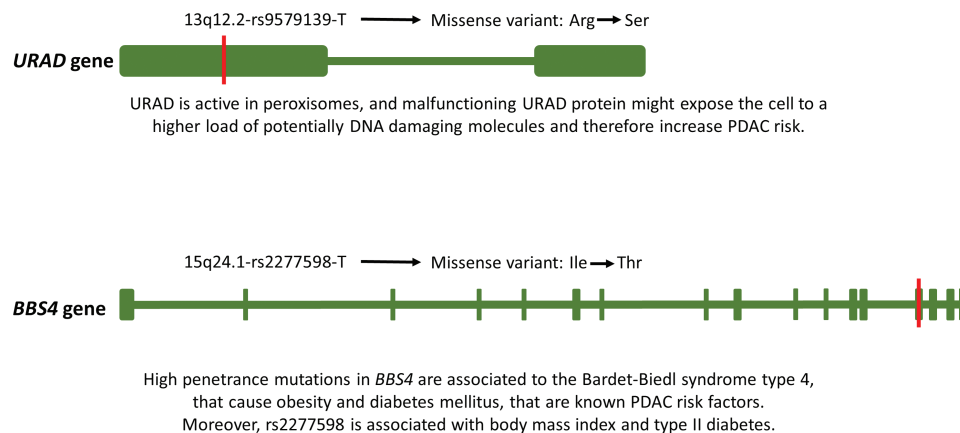 13q12.2-rs9579139-T Missense variant: Arg Ser
URAD gene
URAD is active in peroxisomes, and malfunctioning URAD protein might expose the cell to a
higher load of potentially DNA damaging molecules and therefore increase PDAC risk.
15q24.1-rs2277598-T Missense variant: Ile Thr
BBS4 gene
High penetrance mutations in BBS4 are associated to the Bardet-Biedl syndrome type 4,
that cause obesity and diabetes mellitus, that are known PDAC risk factors.
Moreover, rs2277598 is associated with body mass index and type II diabetes.